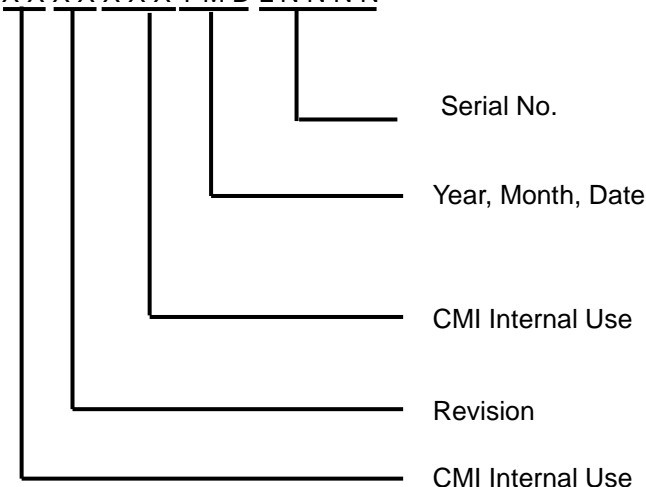 Serial No.
Year, Month, Date
CMI Internal Use
Revision
CMI Internal Use